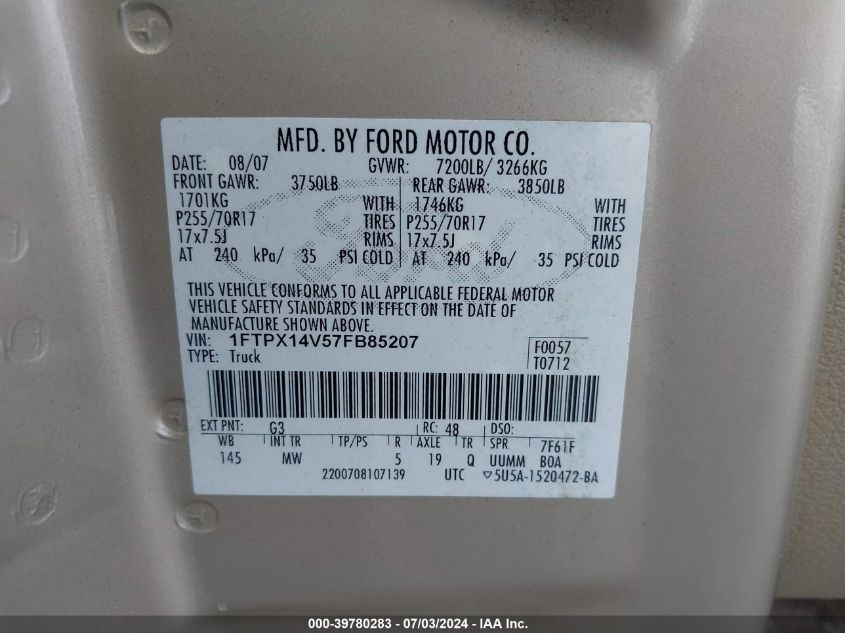 MFD. BY FORD MOTOR CO.
DATE: 08/07 GVWR: 7200LB/ 3266KG
FRONT GAWR: 3750LB REAR GAWR: 3850LB
1701KG WITH 1746KG WITH
P255/70R17 TIRES P255/70R17 TIRES
17x7.5J RIMS 17x7.5J RIMS
AT 240 kPa/ 35 PSI COLD AT 240 kPa/ 35 PSI COLD
THIS VEHICLE CONFORMS TO ALL APPLICABLE FEDERAL MOTOR
VEHICLE SAFETY STANDARDS IN EFFECT ON THE DATE OF
MANUFACTURE SHOWN ABOVE.
VIN: 1FTPX14V57FB85207 F0057
TYPE: Truck T0712
EXT PNT: G3 RC: 48 DSO:
WB INT TR TP/PS R AXLE TR SPR 7F61F
145 MW 5 19 Q UUMM BOA
2200708107139 UTC ▽5U5A-1520472-BA
000-39780283 - 07/03/2024 - IAA Inc.